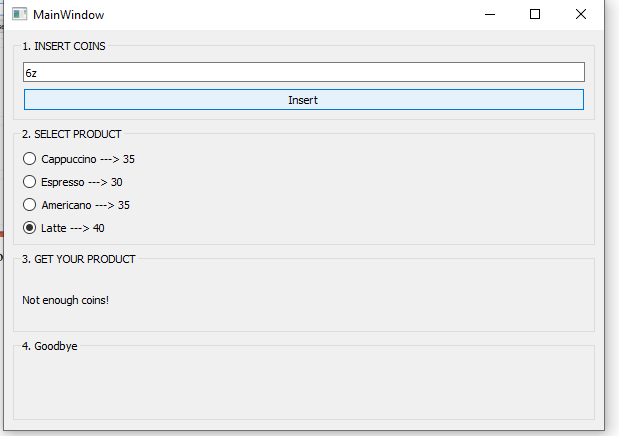 MainWindow
1. INSERT COINS
6z
Insert
2. SELECT PRODUCT
Cappuccino ---> 35
Espresso ---> 30
Americano ---> 35
Latte ---> 40
3. GET YOUR PRODUCT
Not enough coins!
4. Goodbye